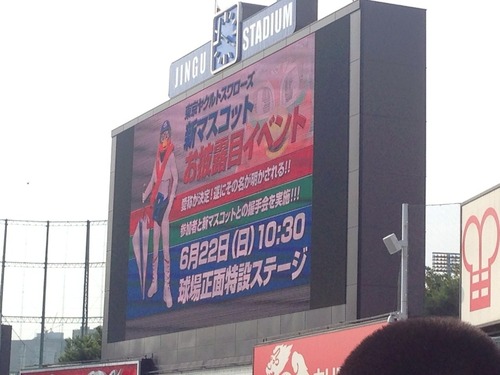 JINGU STADIUM
東京ヤクルトスワローズ
新マスコット
お披露目イベント
愛称が決定!遂にその名が明かされる!!
参加者と新マスコットとの握手会を実施!!!
6月22日(日)10:30
球場正面特設ステージ